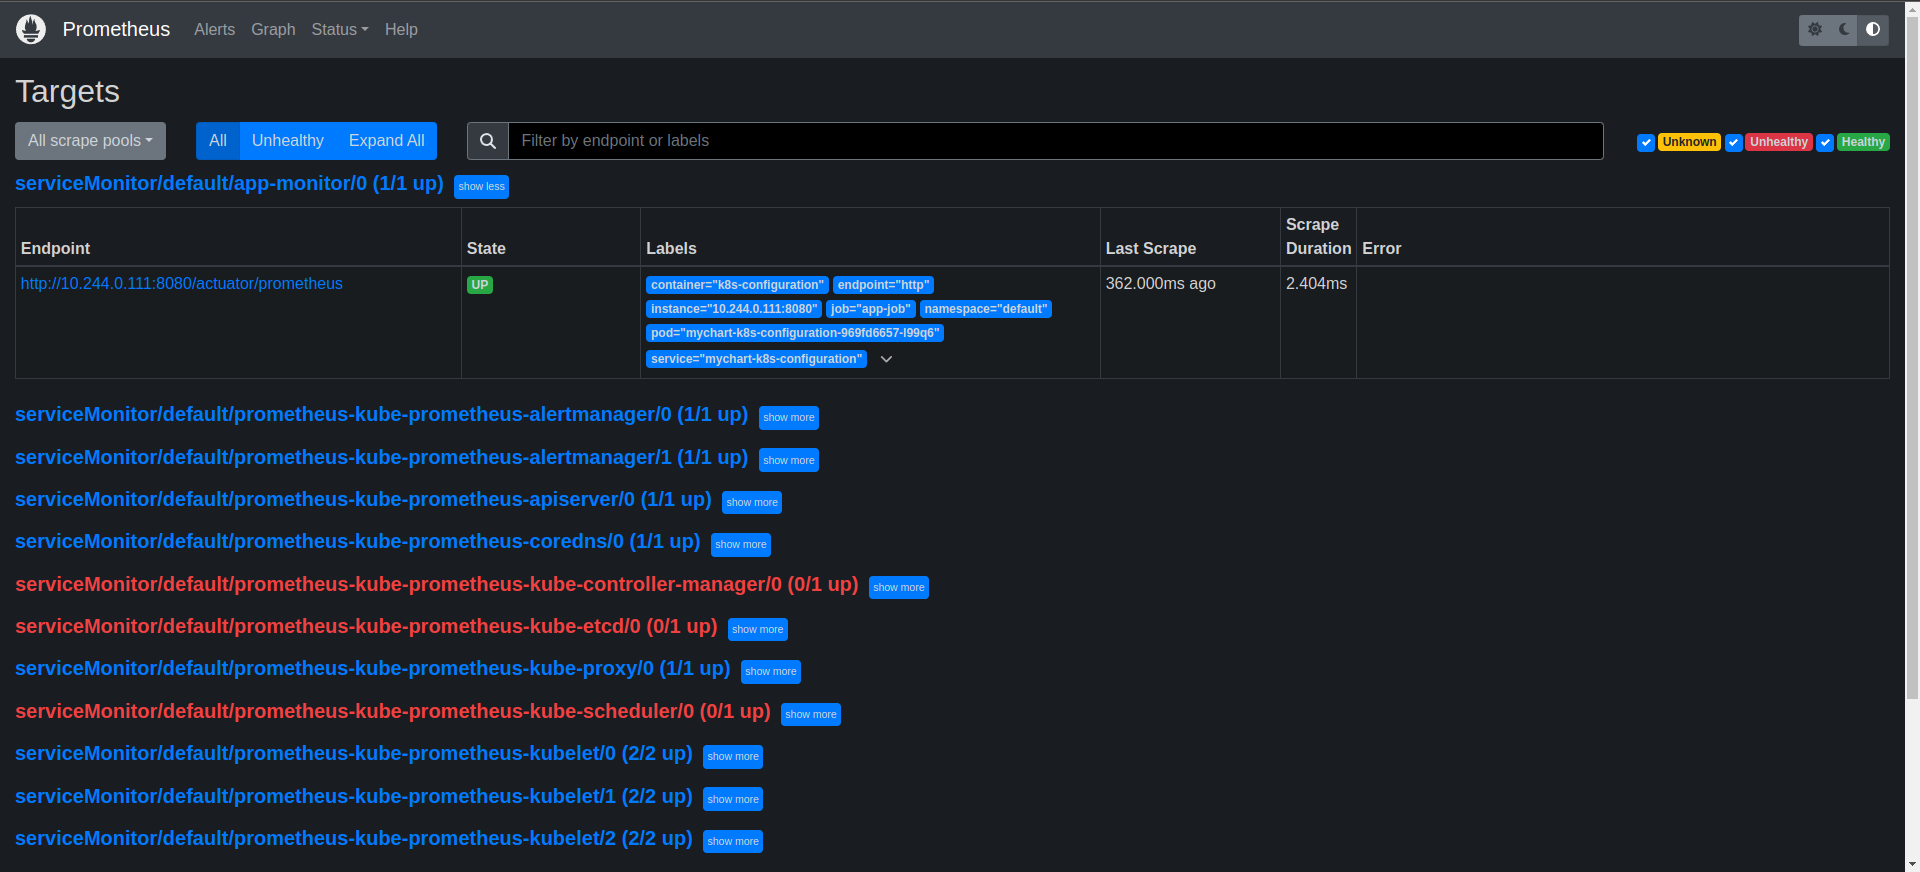 Prometheus Alerts Graph Status Help
Targets
All scrape pools All Unhealthy Expand All Filter by endpoint or labels Unknown Unhealthy Healthy
serviceMonitor/default/app-monitor/0 (1/1 up) show less
Endpoint State Labels Last Scrape Scrape Duration Error
http://10.244.0.111:8080/actuator/prometheus UP container="k8s-configuration" endpoint="http" 362.000ms ago 2.404ms
instance="10.244.0.111:8080" job="app-job" namespace="default"
pod="mychart-k8s-configuration-969fd6657-l99q6"
service="mychart-k8s-configuration"
serviceMonitor/default/prometheus-kube-prometheus-alertmanager/0 (1/1 up) show more
serviceMonitor/default/prometheus-kube-prometheus-alertmanager/1 (1/1 up) show more
serviceMonitor/default/prometheus-kube-prometheus-apiserver/0 (1/1 up) show more
serviceMonitor/default/prometheus-kube-prometheus-coredns/0 (1/1 up) show more
serviceMonitor/default/prometheus-kube-prometheus-kube-controller-manager/0 (0/1 up) show more
serviceMonitor/default/prometheus-kube-prometheus-kube-etcd/0 (0/1 up) show more
serviceMonitor/default/prometheus-kube-prometheus-kube-proxy/0 (1/1 up) show more
serviceMonitor/default/prometheus-kube-prometheus-kube-scheduler/0 (0/1 up) show more
serviceMonitor/default/prometheus-kube-prometheus-kubelet/0 (2/2 up) show more
serviceMonitor/default/prometheus-kube-prometheus-kubelet/1 (2/2 up) show more
serviceMonitor/default/prometheus-kube-prometheus-kubelet/2 (2/2 up) show more